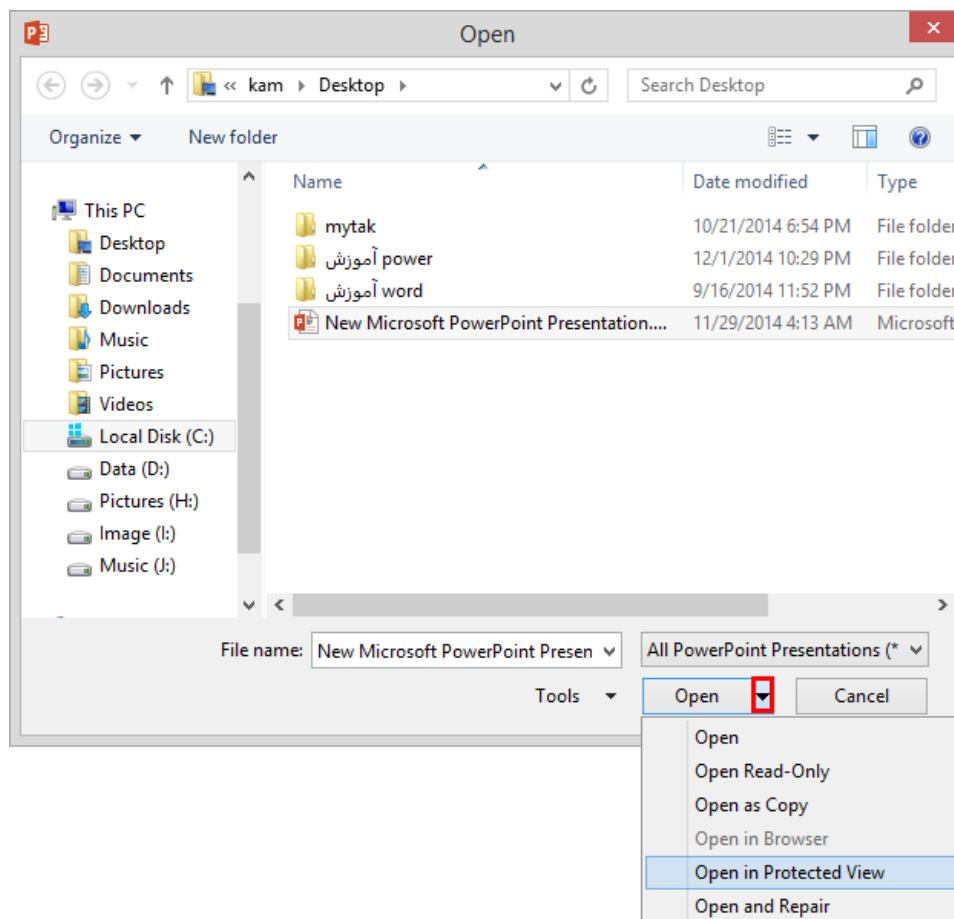 Open
« kam Desktop
Search Desktop
Organize
New folder
Name
Date modified
Type
This PC
Desktop
Documents
Downloads
Music
Pictures
Videos
Local Disk (C:)
Data (D:)
Pictures (H:)
Image (I:)
Music (J:)
mytak 10/21/2014 6:54 PM File folder
آموزش power 12/1/2014 10:29 PM File folder
آموزش word 9/16/2014 11:52 PM File folder
New Microsoft PowerPoint Presentation.... 11/29/2014 4:13 AM Microsoft
File name: New Microsoft PowerPoint Presen
All PowerPoint Presentations (*
Tools
Open
Cancel
Open
Open Read-Only
Open as Copy
Open in Browser
Open in Protected View
Open and Repair